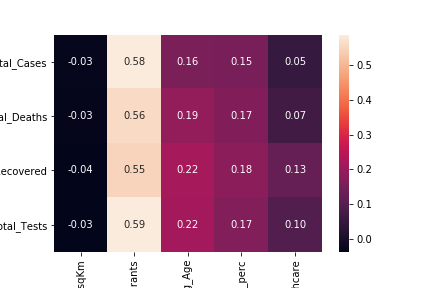 tal_Cases -0.03 0.58 0.16 0.15 0.05
al_Deaths -0.03 0.56 0.19 0.17 0.07
Recovered -0.04 0.55 0.22 0.18 0.13
otal_Tests -0.03 0.59 0.22 0.17 0.10
sqKm
rants
g_Age
_perc
hcare
0.5
0.4
0.3
0.2
0.1
0.0